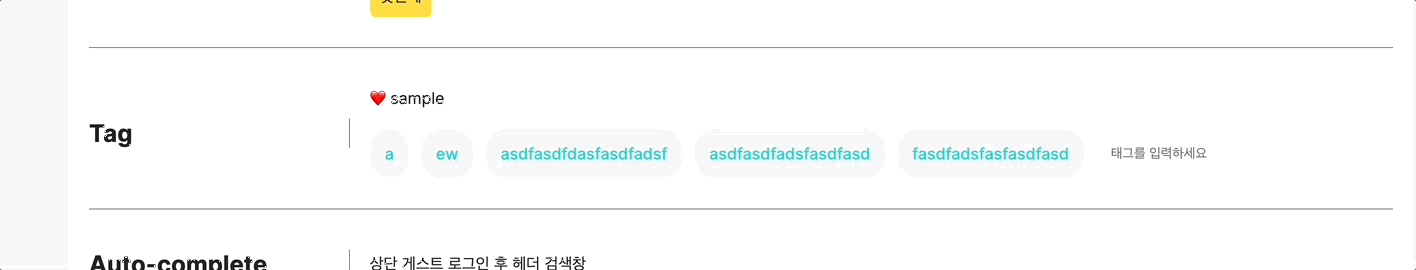 ❤️ sample
Tag
a ew asdfasdfdasfasdfadsf asdfasdfadsfasdfasd fasdfadsfasfasdfasd 태그를 입력하세요
Auto-complete 상단 게스트 로그인 후 헤더 검색창